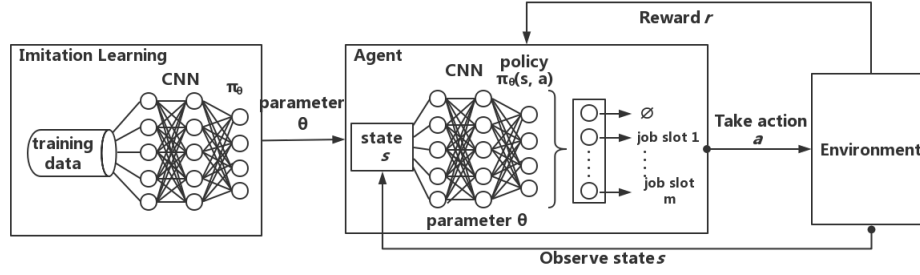 Reward r
Imitation Learning
Agent
policy
CNN
CNN
πθ(s, a)
πθ
parameter
θ
∅
training
data
state
s
job slot 1
Take action
a
Environment
job slot
m
parameter θ
Observe state s